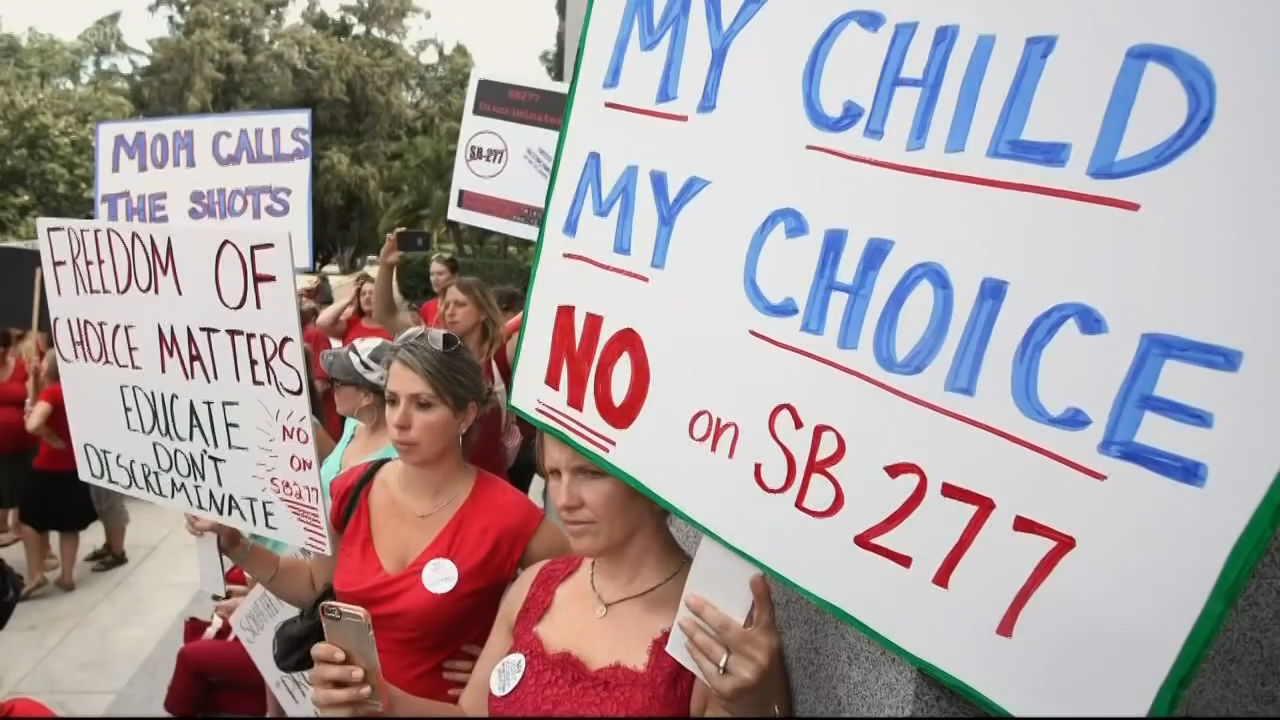 MOM CALLS
THE SHOTS
FREEDOM OF
CHOICE MATTERS
EDUCATE
DON'T
DISCRIMINATE
NO
ON
SB277
SB277
SB-277
MY CHILD
MY CHOICE
NO on SB 277